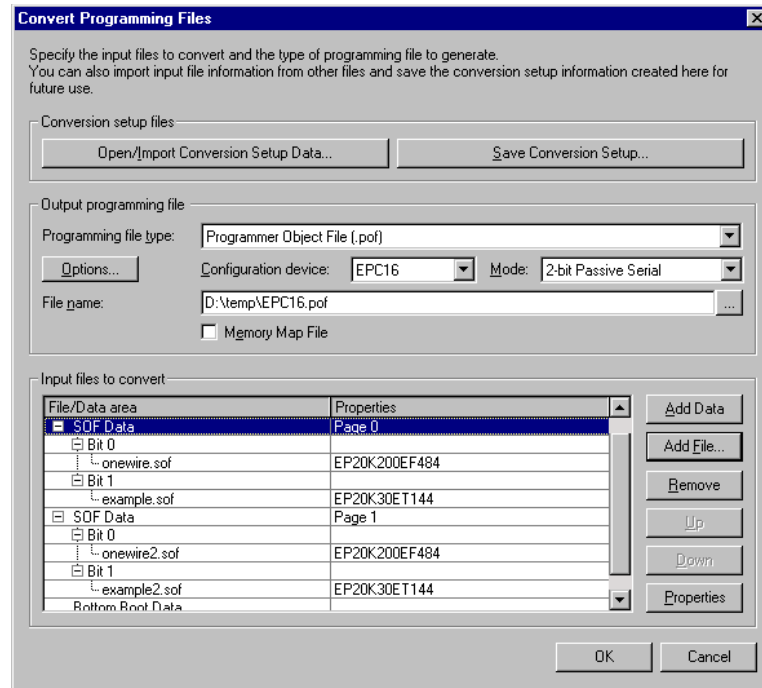 Convert Programming Files
Specify the input files to convert and the type of programming file to generate.
You can also import input file information from other files and save the conversion setup information created here for
future use.
Conversion setup files
Open/Import Conversion Setup Data... Save Conversion Setup...
Output programming file
Programming file type: Programmer Object File (.pof)
Options... Configuration device: EPC16 Mode: 2-bit Passive Serial
File name: D:\temp\EPC16.pof ...
Memory Map File
Input files to convert
File/Data area Properties Add Data
SOF Data Page 0
Bit 0 Add File...
onewire.sof EP20K200EF484
Bit 1 Remove
example.sof EP20K30ET144
SOF Data Page 1 Up
Bit 0
onewire2.sof EP20K200EF484 Down
Bit 1
example2.sof EP20K30ET144 Properties
Bottom Boot Data
OK Cancel